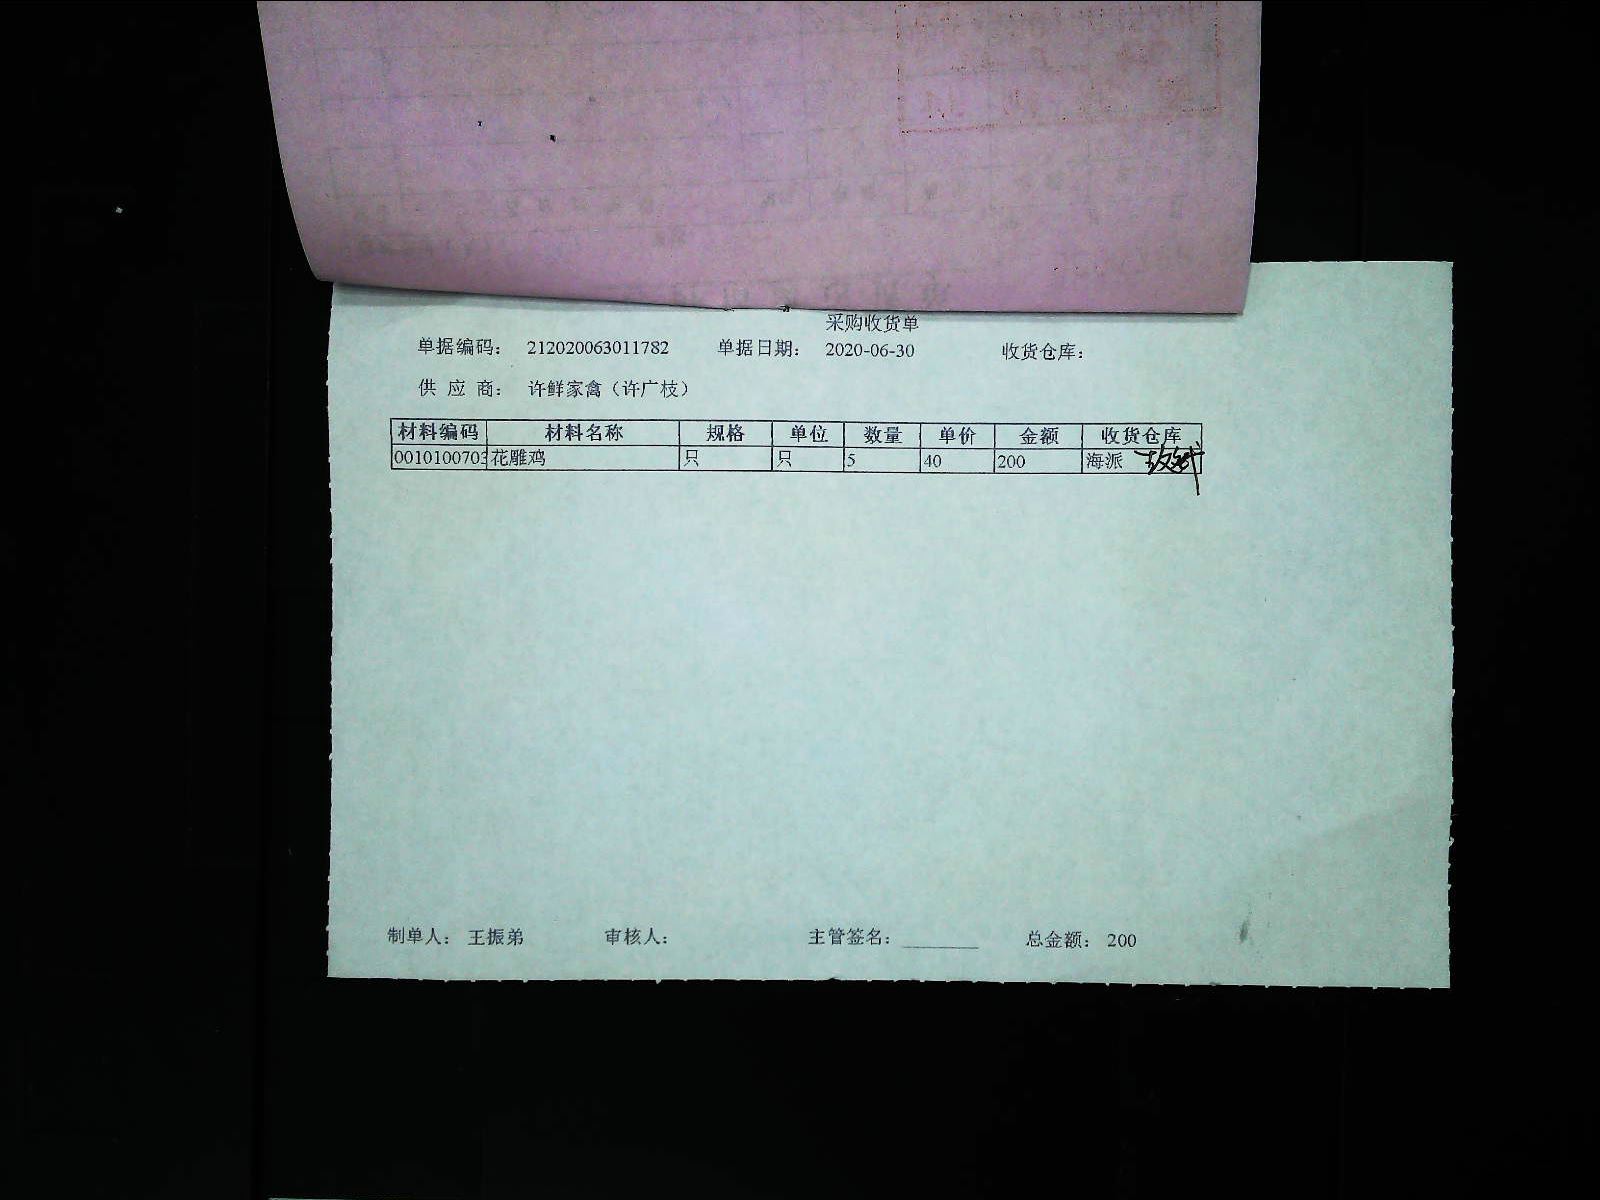 采购收货单
单据编码: 212020063011782 单据日期: 2020-06-30 收货仓库:
供 应 商: 许鲜家禽（许广枝）
材料编码 材料名称 规格 单位 数量 单价 金额 收货仓库
0010100703 花雕鸡 只 只 5 40 200 海派
制单人: 王振弟 审核人: 主管签名: ________ 总金额: 200